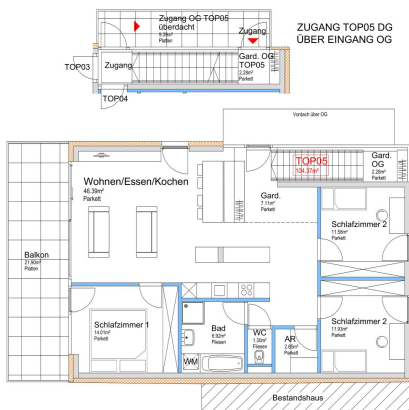 Zugang OG TOP05
überdacht
9.39m²
Platten
Zugang
ZUGANG TOP05 DG
ÜBER EINGANG OG
TOP03
Zugang
Gard. OG
TOP05
2.28m²
Parkett
TOP04
Vordach über OG
Wohnen/Essen/Kochen
46.39m²
Parkett
TOP05
104.37m²
Gard.
OG
2.28m²
Parkett
Gard.
7.11m²
Parkett
Schlafzimmer 2
11.58m²
Parkett
Balkon
21.90m²
Platten
Schlafzimmer 1
14.01m²
Parkett
Bad
6.92m²
Fliesen
WM
WC
1.30m²
Fliesen
AR
2.85m²
Parkett
Schlafzimmer 2
11.93m²
Parkett
Bestandshaus